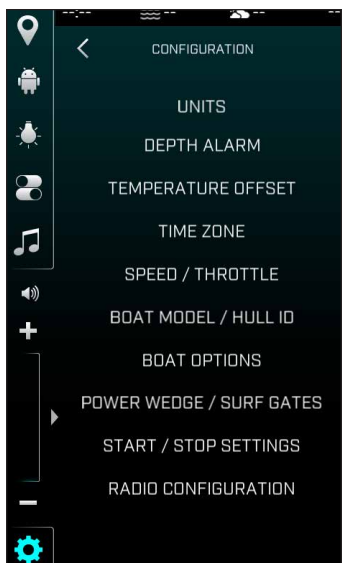 --:-- -- -- --
CONFIGURATION
UNITS
DEPTH ALARM
TEMPERATURE OFFSET
TIME ZONE
SPEED / THROTTLE
BOAT MODEL / HULL ID
BOAT OPTIONS
POWER WEDGE / SURF GATES
START / STOP SETTINGS
RADIO CONFIGURATION